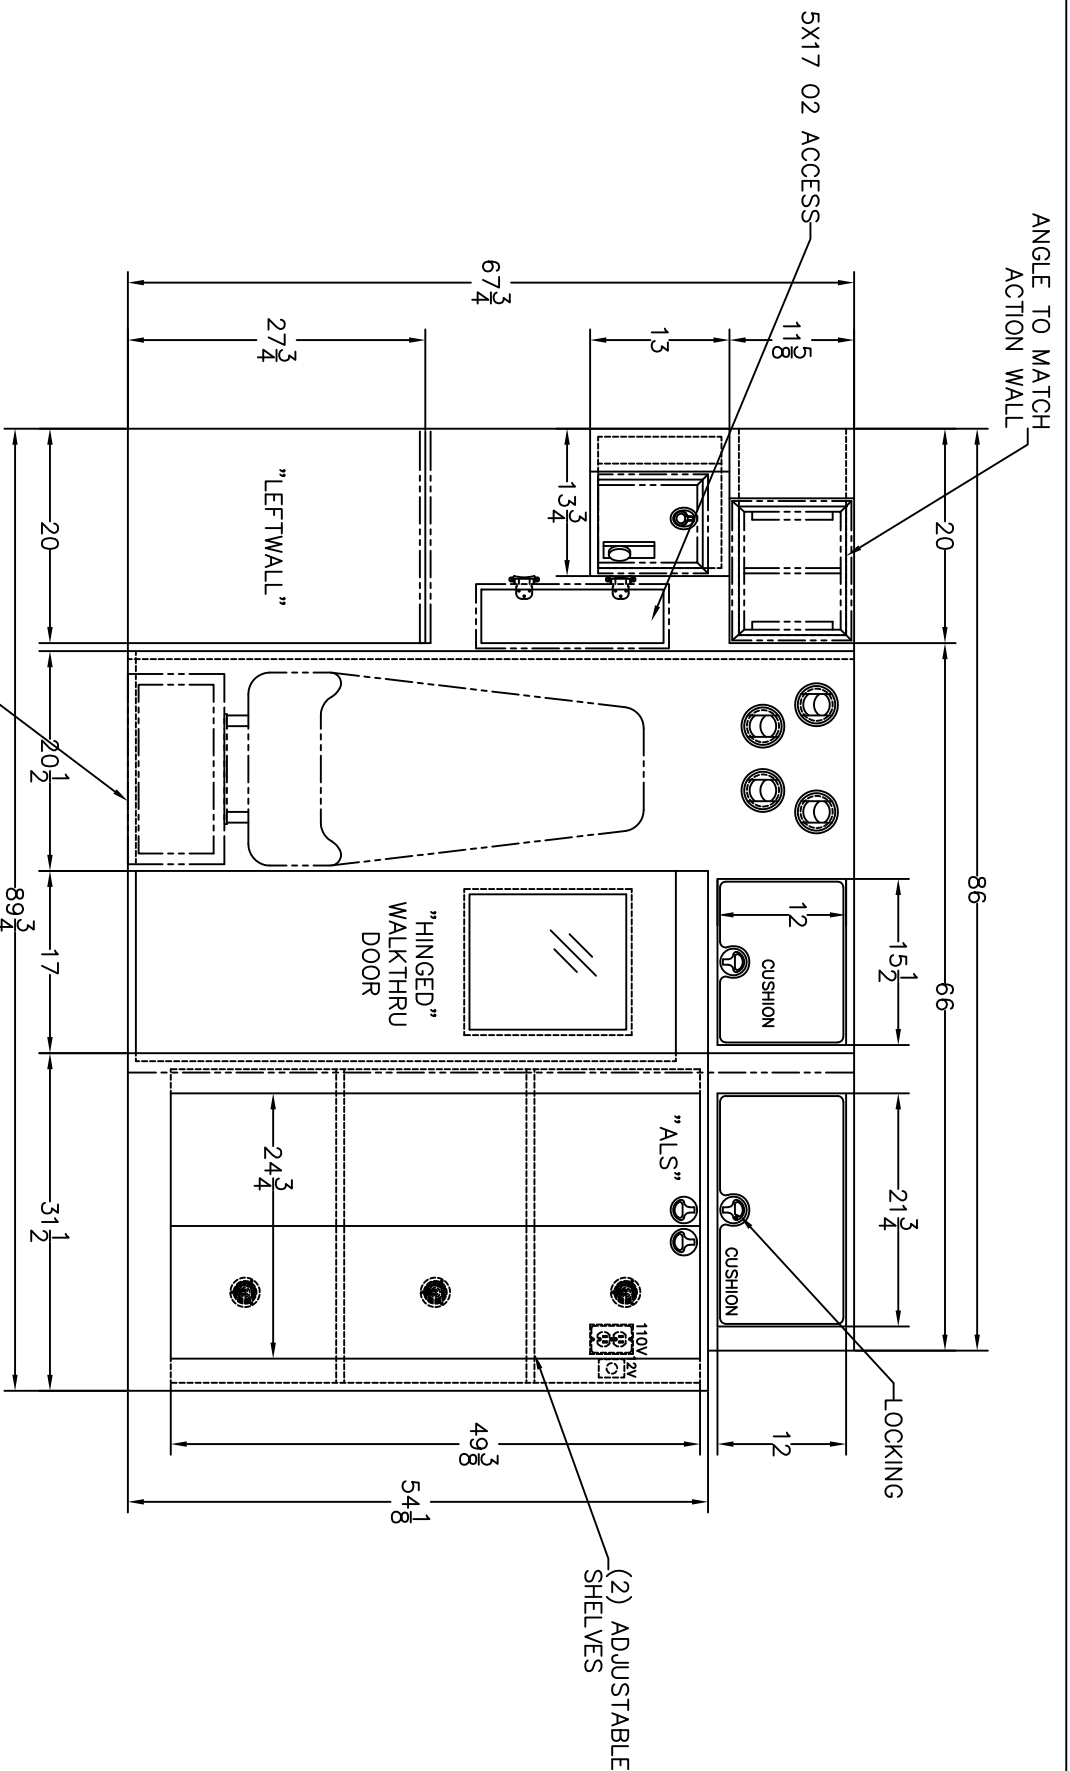 ANGLE TO MATCH
ACTION WALL
5X17 O2 ACCESS
86
20
66
15 1/2
21 3/4
LOCKING
12
CUSHION
CUSHION
12
11 5/8
13
67 3/4
27 3/4
13 3/4
"LEFTWALL"
"HINGED"
WALKTHRU
DOOR
"ALS"
110V
12V
24 3/4
49 3/8
54 1/8
(2) ADJUSTABLE
SHELVES
20
20 1/2
17
31 1/2
89 3/4